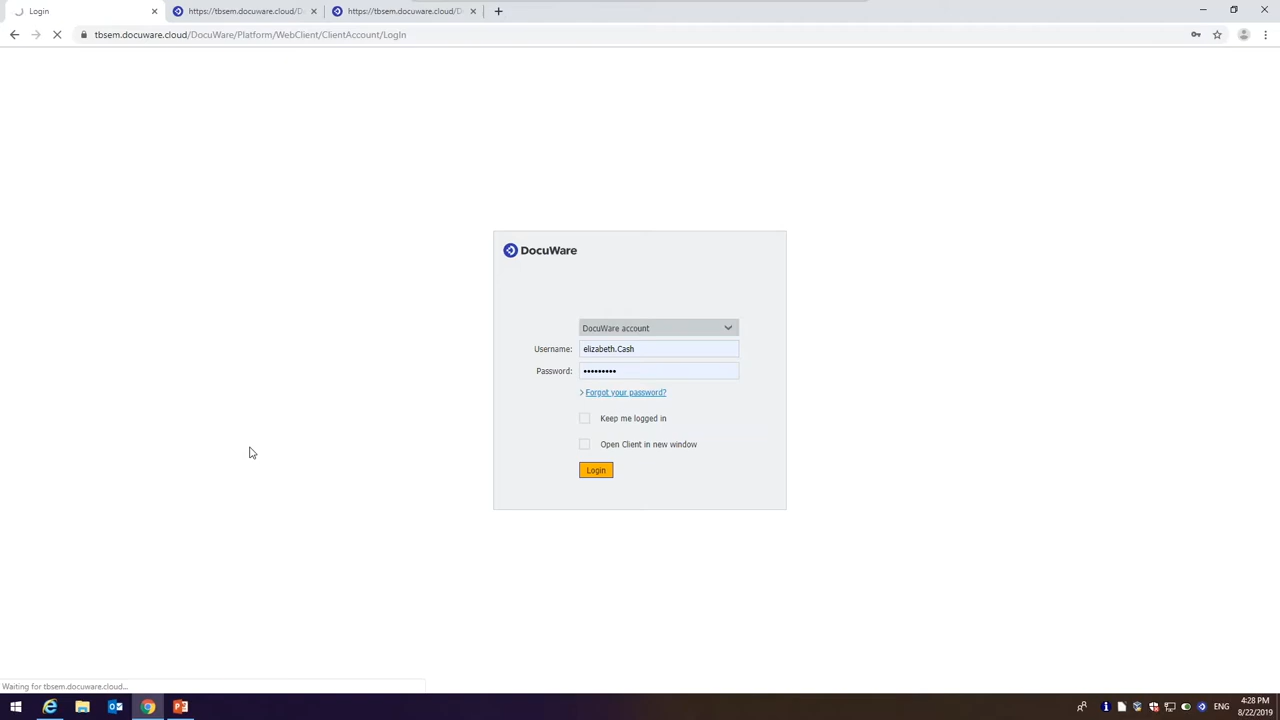 Login
https://tbsem.docuware.cloud/D
https://tbsem.docuware.cloud/D
tbsem.docuware.cloud/DocuWare/Platform/WebClient/ClientAccount/LogIn
DocuWare
DocuWare account
Username: elizabeth.Cash
Password: •••••••••
Forgot your password?
Keep me logged in
Open Client in new window
Login
Waiting for tbsem.docuware.cloud...
ENG
4:28 PM
8/22/2019